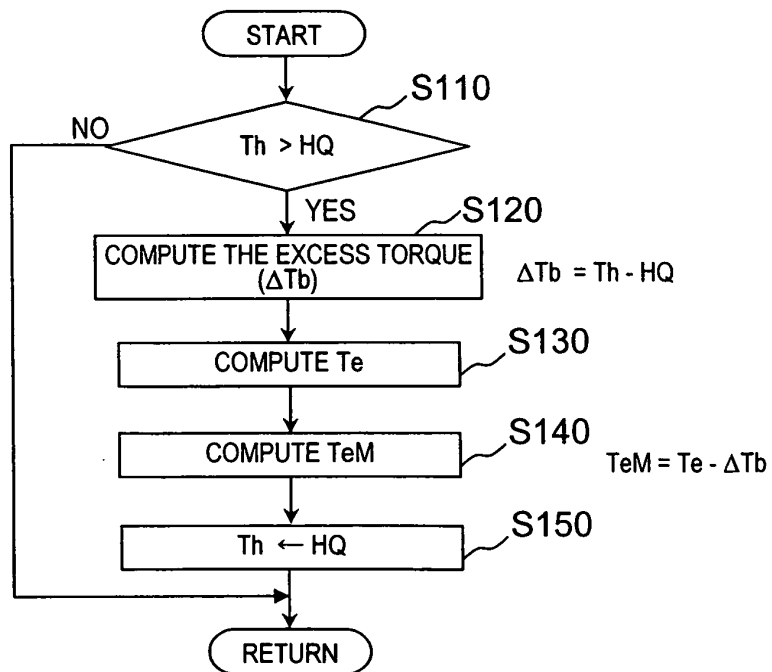 START
S110
NO
Th > HQ
YES
S120
COMPUTE THE EXCESS TORQUE
(ΔTb)
ΔTb = Th - HQ
S130
COMPUTE Te
S140
COMPUTE TeM
TeM = Te - ΔTb
S150
Th ← HQ
RETURN